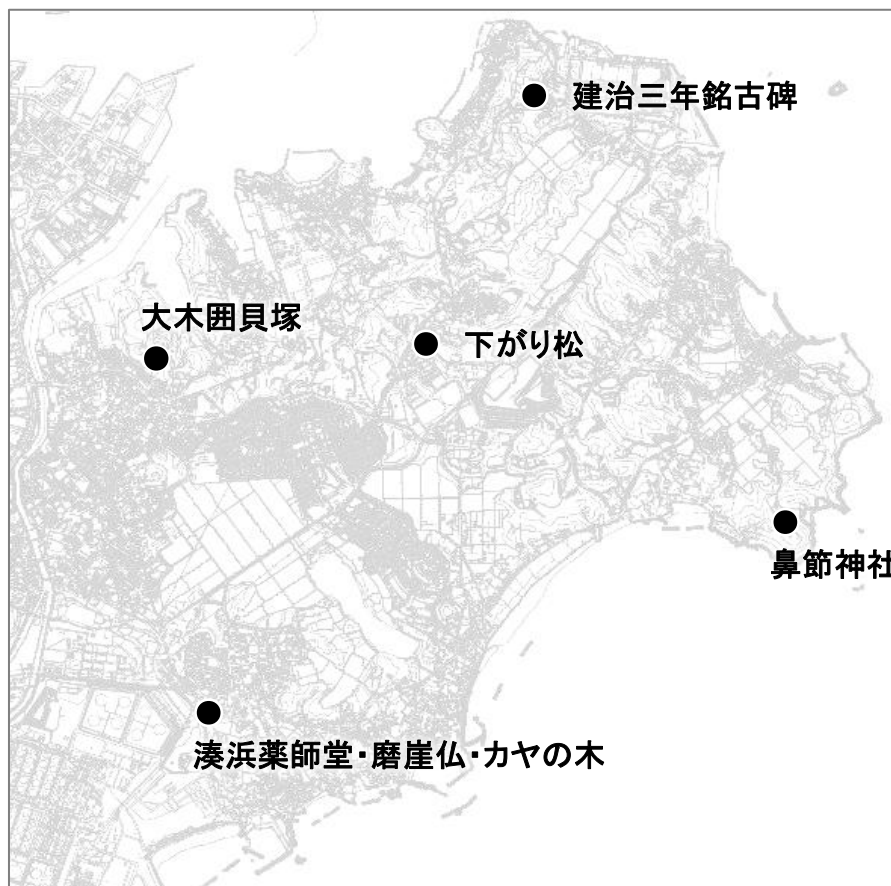 建治三年銘古碑
大木囲貝塚
下がり松
鼻節神社
湊浜薬師堂・磨崖仏・カヤの木